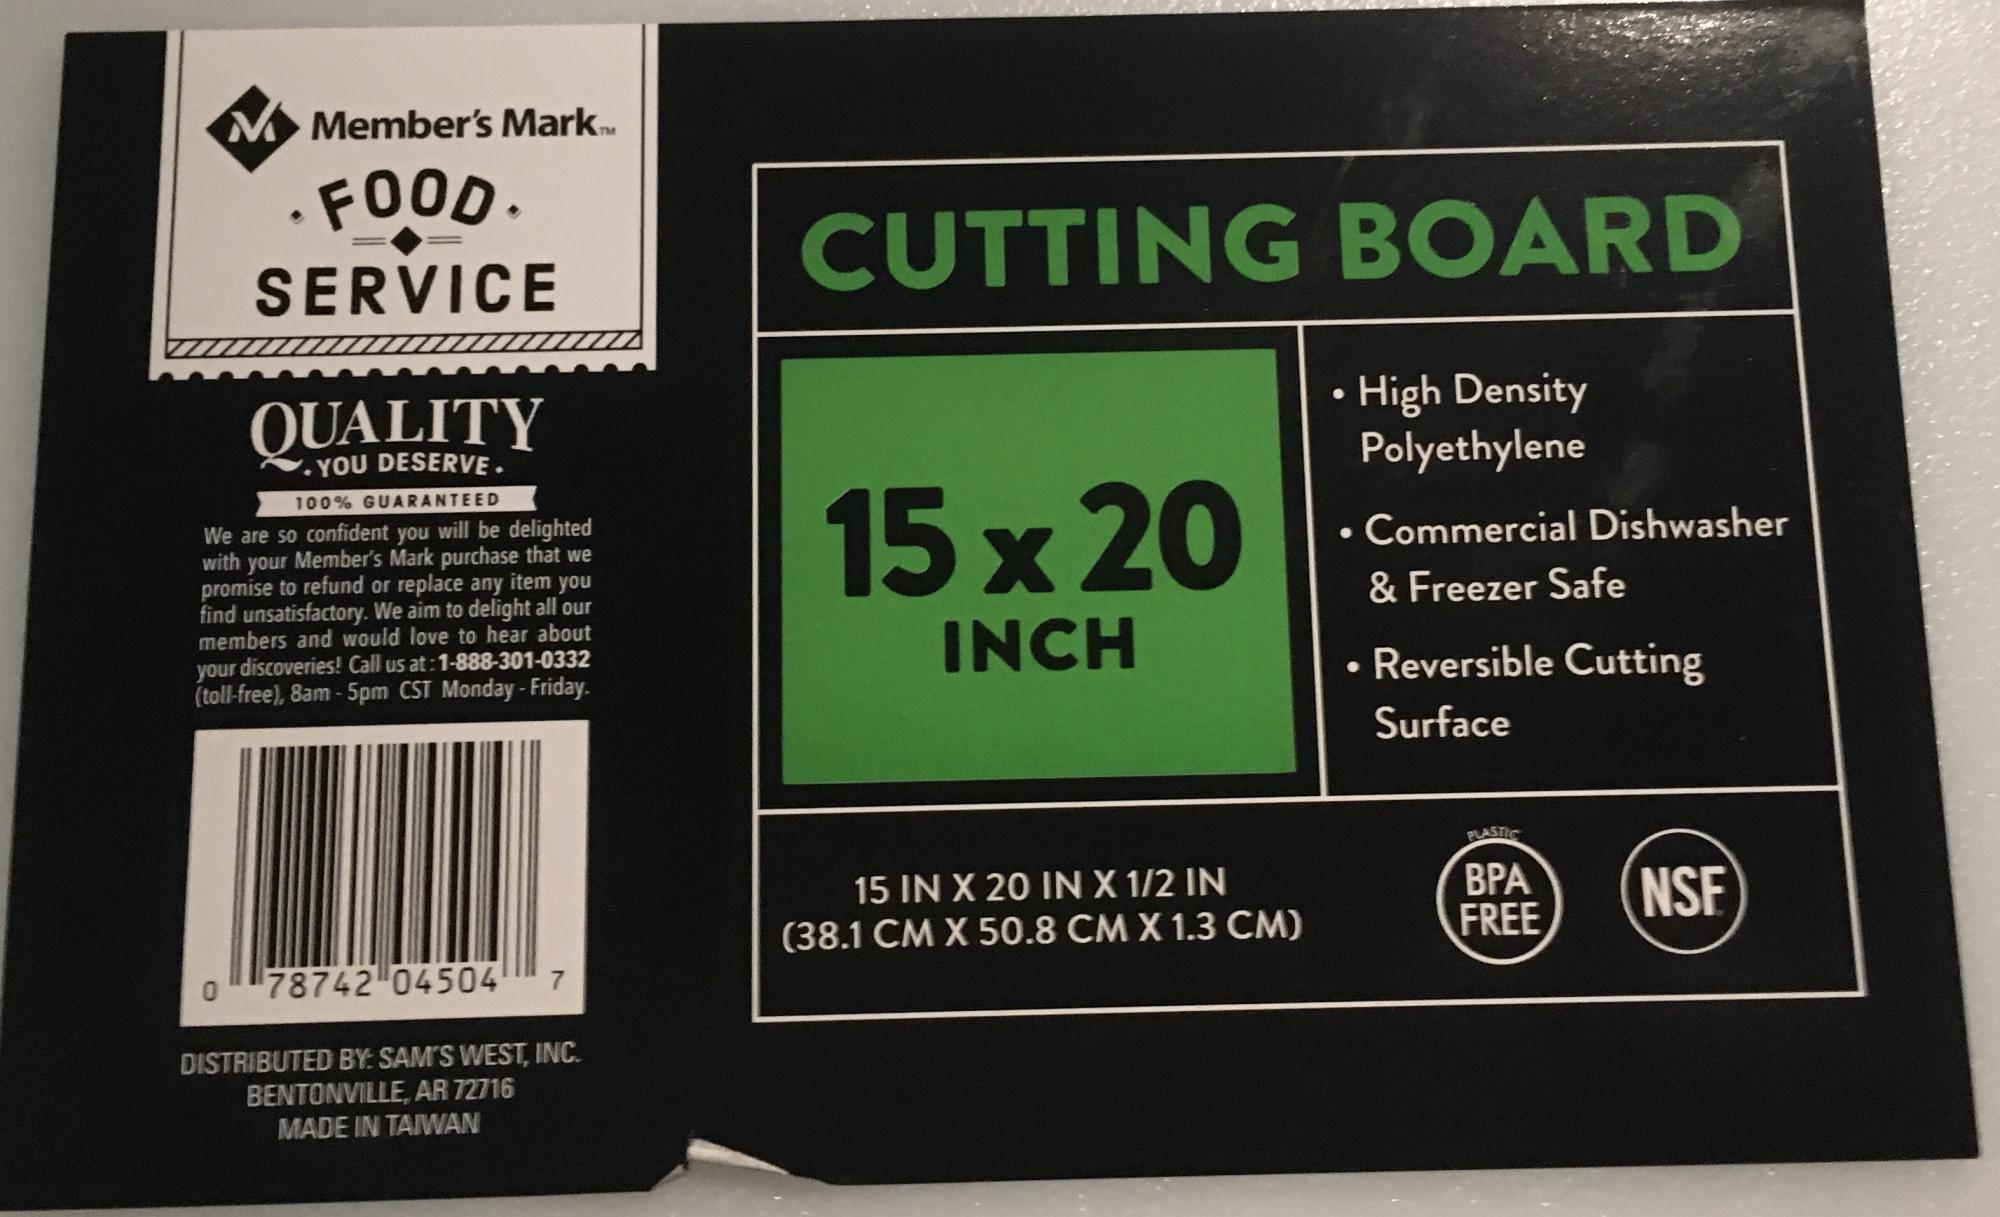 Member's Mark™
· FOOD ·
SERVICE
QUALITY
· YOU DESERVE ·
100% GUARANTEED
We are so confident you will be delighted
with your Member's Mark purchase that we
promise to refund or replace any item you
find unsatisfactory. We aim to delight all our
members and would love to hear about
your discoveries! Call us at : 1-888-301-0332
(toll-free), 8am - 5pm CST Monday - Friday.
0 78742 04504 7
DISTRIBUTED BY: SAM'S WEST, INC.
BENTONVILLE, AR 72716
MADE IN TAIWAN
CUTTING BOARD
15 x 20
INCH
• High Density
Polyethylene
• Commercial Dishwasher
& Freezer Safe
• Reversible Cutting
Surface
15 IN X 20 IN X 1/2 IN
(38.1 CM X 50.8 CM X 1.3 CM)
PLASTIC
BPA
FREE
NSF